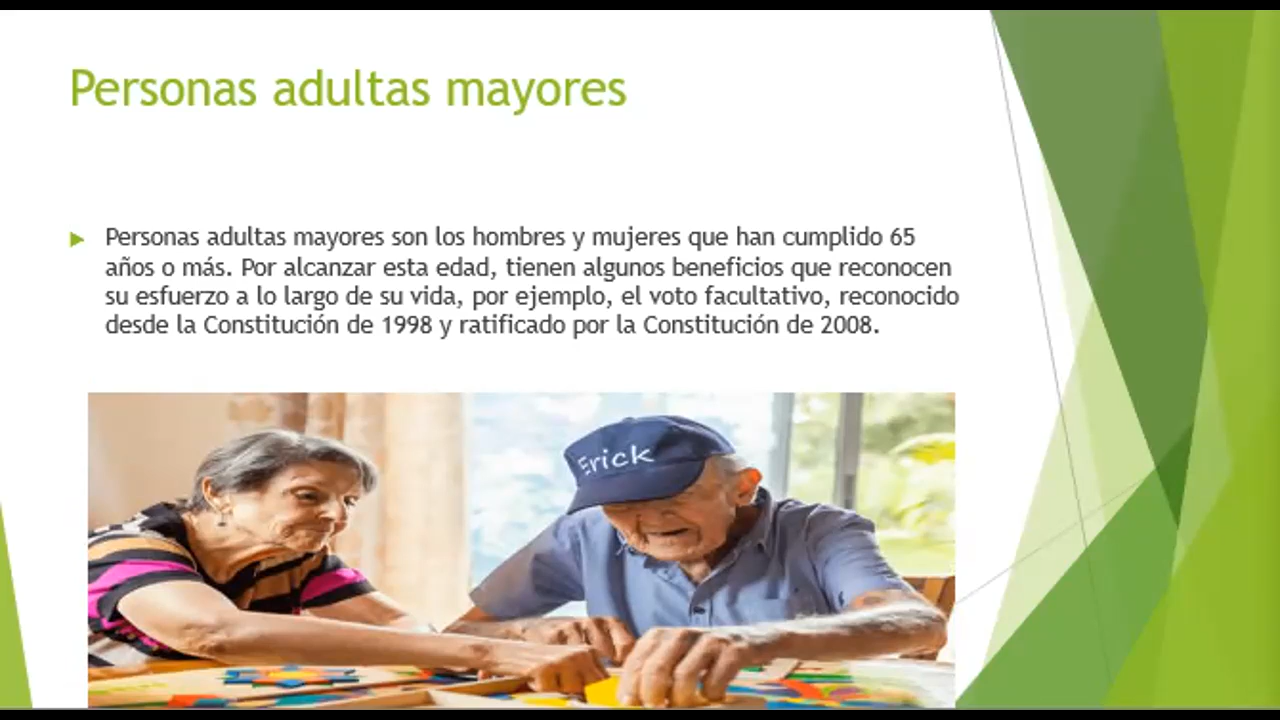 Personas adultas mayores
Personas adultas mayores son los hombres y mujeres que han cumplido 65
años o más. Por alcanzar esta edad, tienen algunos beneficios que reconocen
su esfuerzo a lo largo de su vida, por ejemplo, el voto facultativo, reconocido
desde la Constitución de 1998 y ratificado por la Constitución de 2008.
Erick